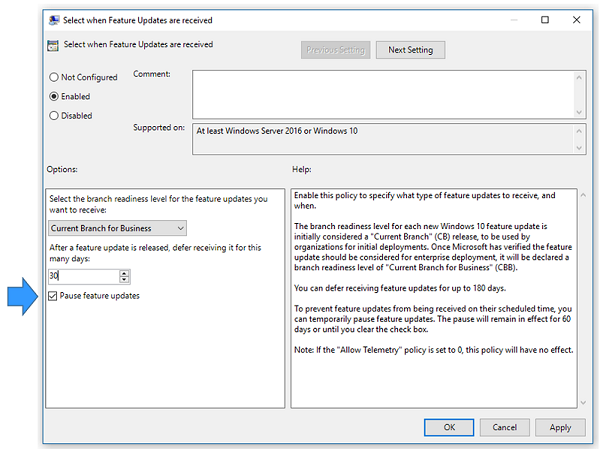 Select when Feature Updates are received
Select when Feature Updates are received
Previous Setting
Next Setting
Not Configured
Comment:
Enabled
Disabled
Supported on:
At least Windows Server 2016 or Windows 10
Options:
Help:
Select the branch readiness level for the feature updates you
want to receive:
Current Branch for Business
After a feature update is released, defer receiving it for this
many days:
30
Pause feature updates
Enable this policy to specify what type of feature updates to receive, and
when.
The branch readiness level for each new Windows 10 feature update is
initially considered a "Current Branch" (CB) release, to be used by
organizations for initial deployments. Once Microsoft has verified the feature
update should be considered for enterprise deployment, it will be declared a
branch readiness level of "Current Branch for Business" (CBB).
You can defer receiving feature updates for up to 180 days.
To prevent feature updates from being received on their scheduled time, you
can temporarily pause feature updates. The pause will remain in effect for 60
days or until you clear the check box.
Note: If the "Allow Telemetry" policy is set to 0, this policy will have no effect.
OK
Cancel
Apply